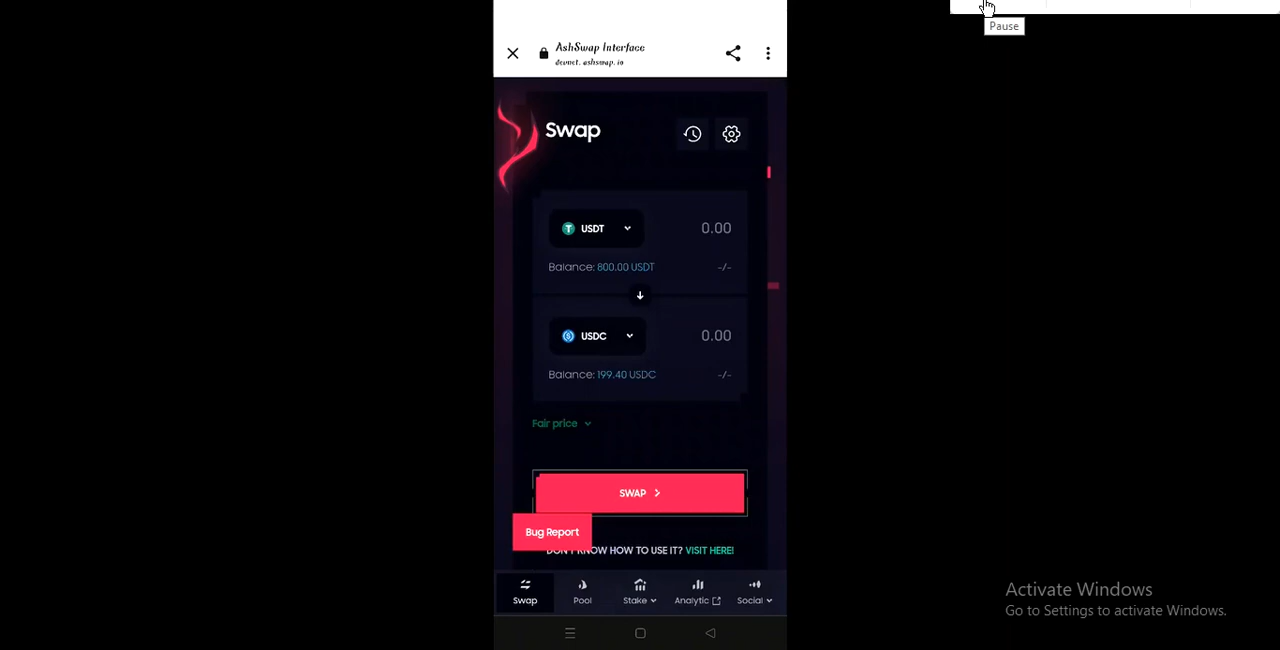 Pause
AshSwap Interface
devnet.ashswap.io
Swap
USDT
0.00
Balance: 800.00 USDT
-/-
USDC
0.00
Balance: 199.40 USDC
-/-
Fair price
SWAP
Bug Report
DON'T KNOW HOW TO USE IT? VISIT HERE!
Swap
Pool
Stake
Analytic
Social
Activate Windows
Go to Settings to activate Windows.